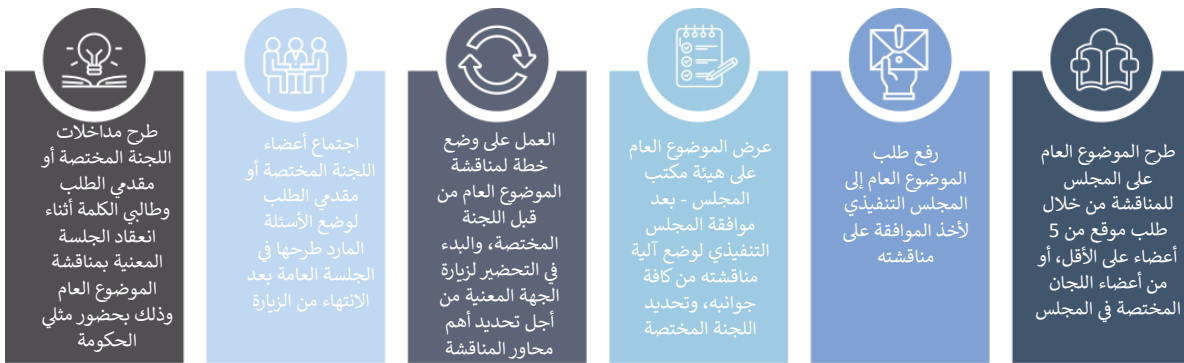 طرح الموضوع العام
على المجلس
للمناقشة من خلال
طلب موقع من 5
أعضاء على الأقل، أو
من أعضاء اللجان
المختصة في المجلس
رفع طلب
الموضوع العام إلى
المجلس التنفيذي
لأخذ الموافقة على
مناقشته
عرض الموضوع العام
على هيئة مكتب
المجلس - بعد
موافقة المجلس
التنفيذي لوضع آلية
مناقشته من كافة
جوانبه، وتحديد
اللجنة المختصة
العمل على وضع
خطة لمناقشة
الموضوع العام من
قبل اللجنة
المختصة، والبدء
في التحضير لزيارة
الجهة المعنية من
أجل تحديد أهم
محاور المناقشة
اجتماع أعضاء
اللجنة المختصة أو
مقدمي الطلب
لوضع الأسئلة
المارد طرحها في
الجلسة العامة بعد
الانتهاء من الزيارة
طرح مداخلات
اللجنة المختصة أو
مقدمي الطلب
وطالبي الكلمة أثناء
انعقاد الجلسة
المعنية بمناقشة
الموضوع العام
وذلك بحضور مثلي
الحكومة